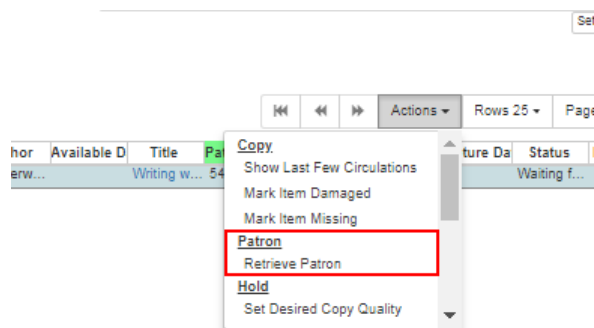 Set
Actions Rows 25 Page
hor Available D Title Pa ture Da Status
erw... Writing w... 54 Waiting f...
Copy
Show Last Few Circulations
Mark Item Damaged
Mark Item Missing
Patron
Retrieve Patron
Hold
Set Desired Copy Quality